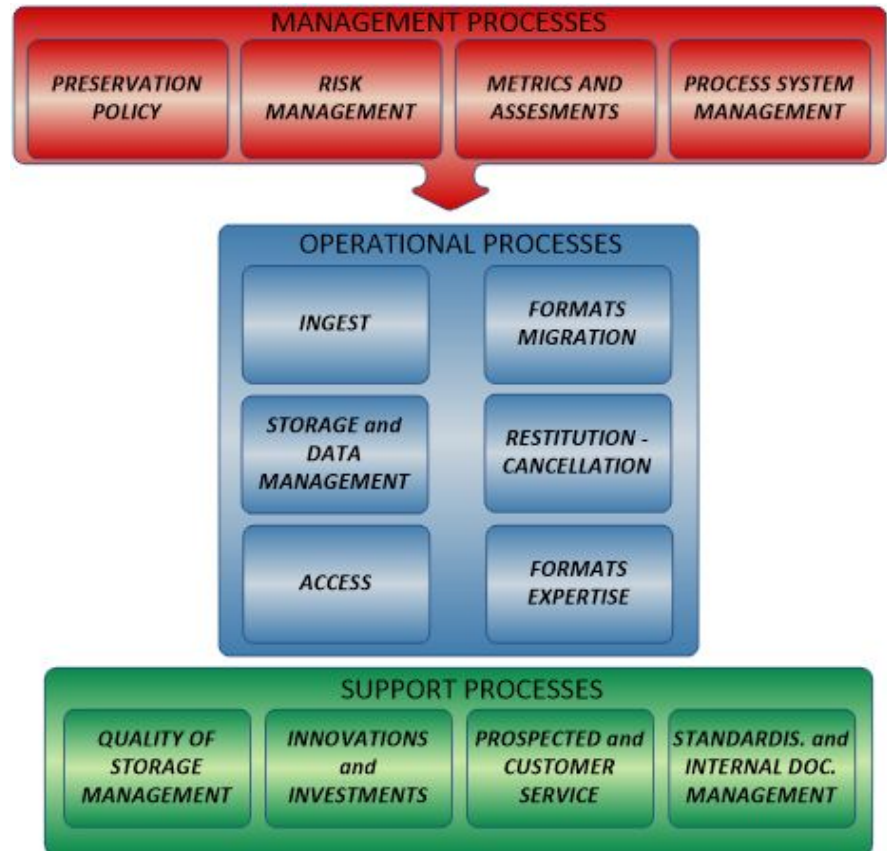 MANAGEMENT PROCESSES
PRESERVATION
POLICY
RISK
MANAGEMENT
METRICS AND
ASSESMENTS
PROCESS SYSTEM
MANAGEMENT
OPERATIONAL PROCESSES
INGEST
FORMATS
MIGRATION
STORAGE and
DATA
MANAGEMENT
RESTITUTION -
CANCELLATION
ACCESS
FORMATS
EXPERTISE
SUPPORT PROCESSES
QUALITY OF
STORAGE
MANAGEMENT
INNOVATIONS
and
INVESTMENTS
PROSPECTED and
CUSTOMER
SERVICE
STANDARDIS. and
INTERNAL DOC.
MANAGEMENT